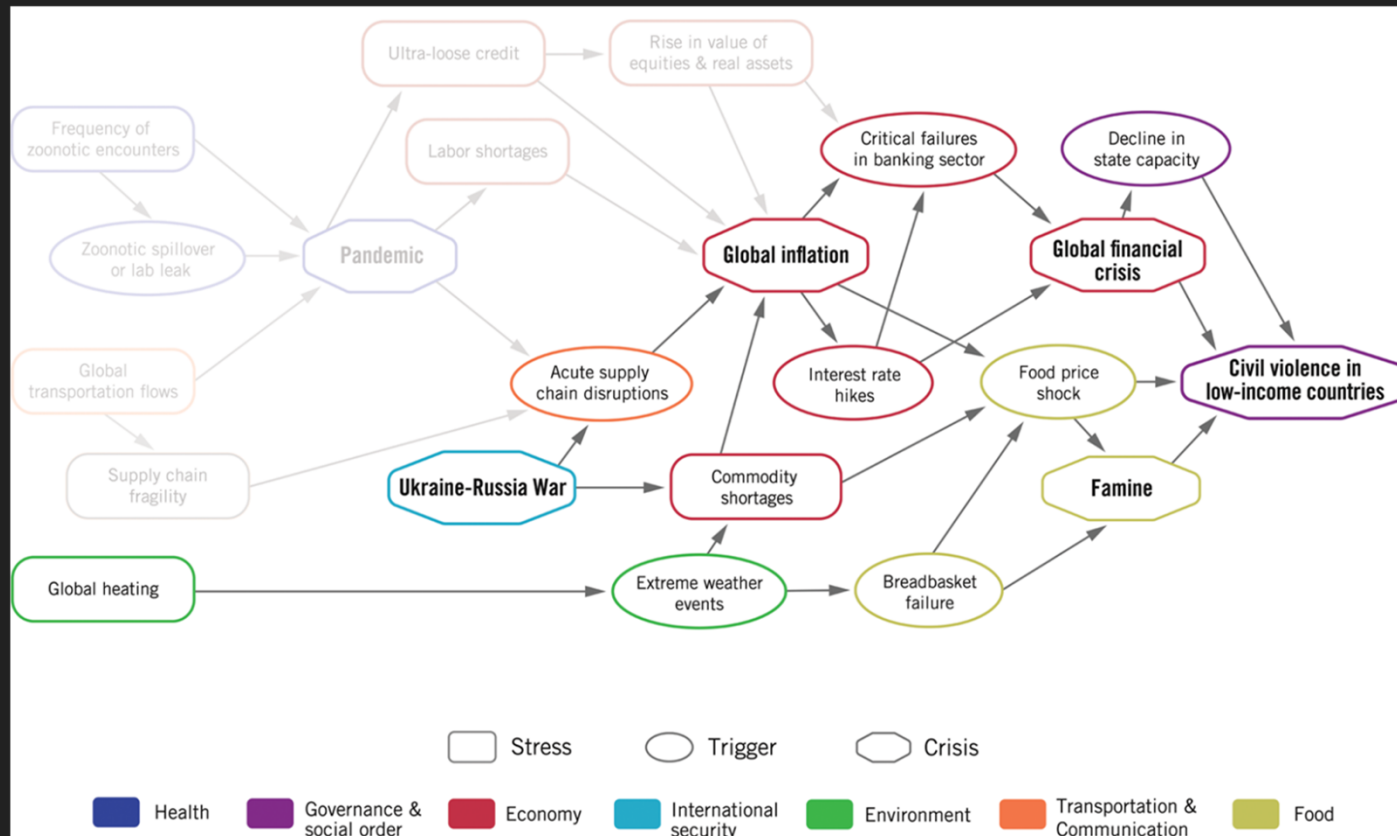 Ultra-loose credit
Rise in value of
equities & real assets
Frequency of
zoonotic encounters
Labor shortages
Critical failures
in banking sector
Decline in
state capacity
Zoonotic spillover
or lab leak
Pandemic
Global inflation
Global financial
crisis
Global
transportation flows
Acute supply
chain disruptions
Interest rate
hikes
Food price
shock
Civil violence in
low-income countries
Supply chain
fragility
Ukraine-Russia War
Commodity
shortages
Famine
Global heating
Extreme weather
events
Breadbasket
failure
Stress
Trigger
Crisis
Health
Governance &
social order
Economy
International
security
Environment
Transportation &
Communication
Food